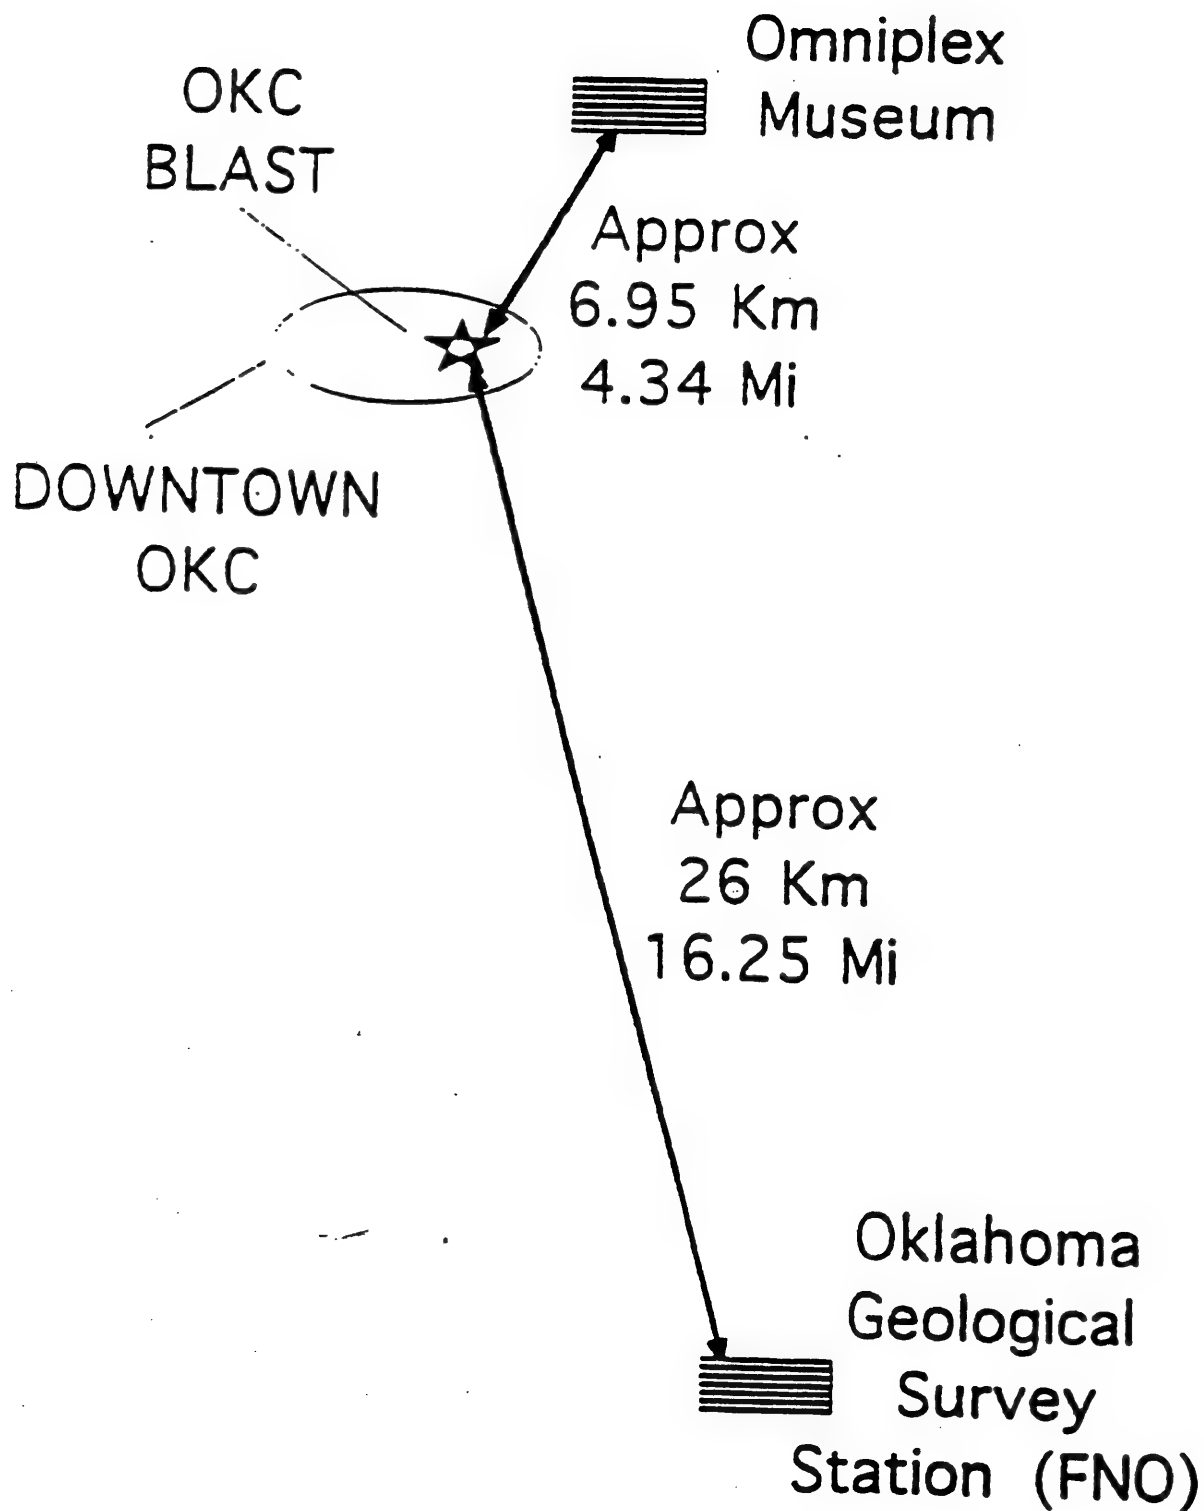 Omniplex
Museum
OKC
BLAST
Approx
6.95 Km
4.34 Mi
DOWNTOWN
OKC
Approx
26 Km
16.25 Mi
Oklahoma
Geological
Survey
Station (FNO)